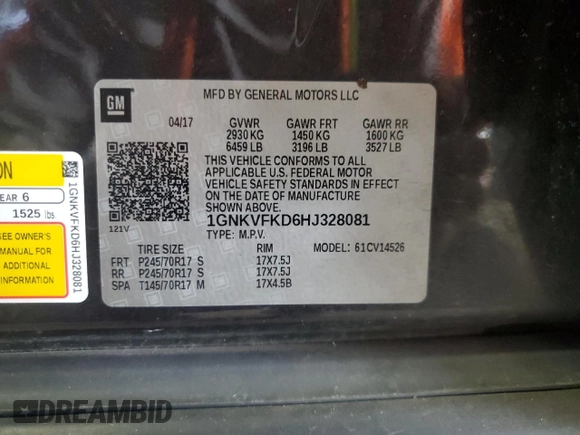 GM
MFD BY GENERAL MOTORS LLC
04/17 GVWR GAWR FRT GAWR RR
2930 KG 1450 KG 1600 KG
6459 LB 3196 LB 3527 LB
THIS VEHICLE CONFORMS TO ALL
APPLICABLE U.S. FEDERAL MOTOR
VEHICLE SAFETY STANDARDS IN EFFECT
ON THE DATE OF MANUFACTURE
SHOWN ABOVE.
1GNKVFKD6HJ328081
121V TYPE: M.P.V.
TIRE SIZE RIM MODEL: 61CV14526
FRT P245/70R17 S 17X7.5J
RR P245/70R17 S 17X7.5J
SPA T145/70R17 M 17X4.5B
ON
EAR 6
1525 lbs
SEE OWNER'S
MANUAL FOR
ADDITIONAL
INFORMATION
1GNKVFKD6HJ328081
DREAMBID